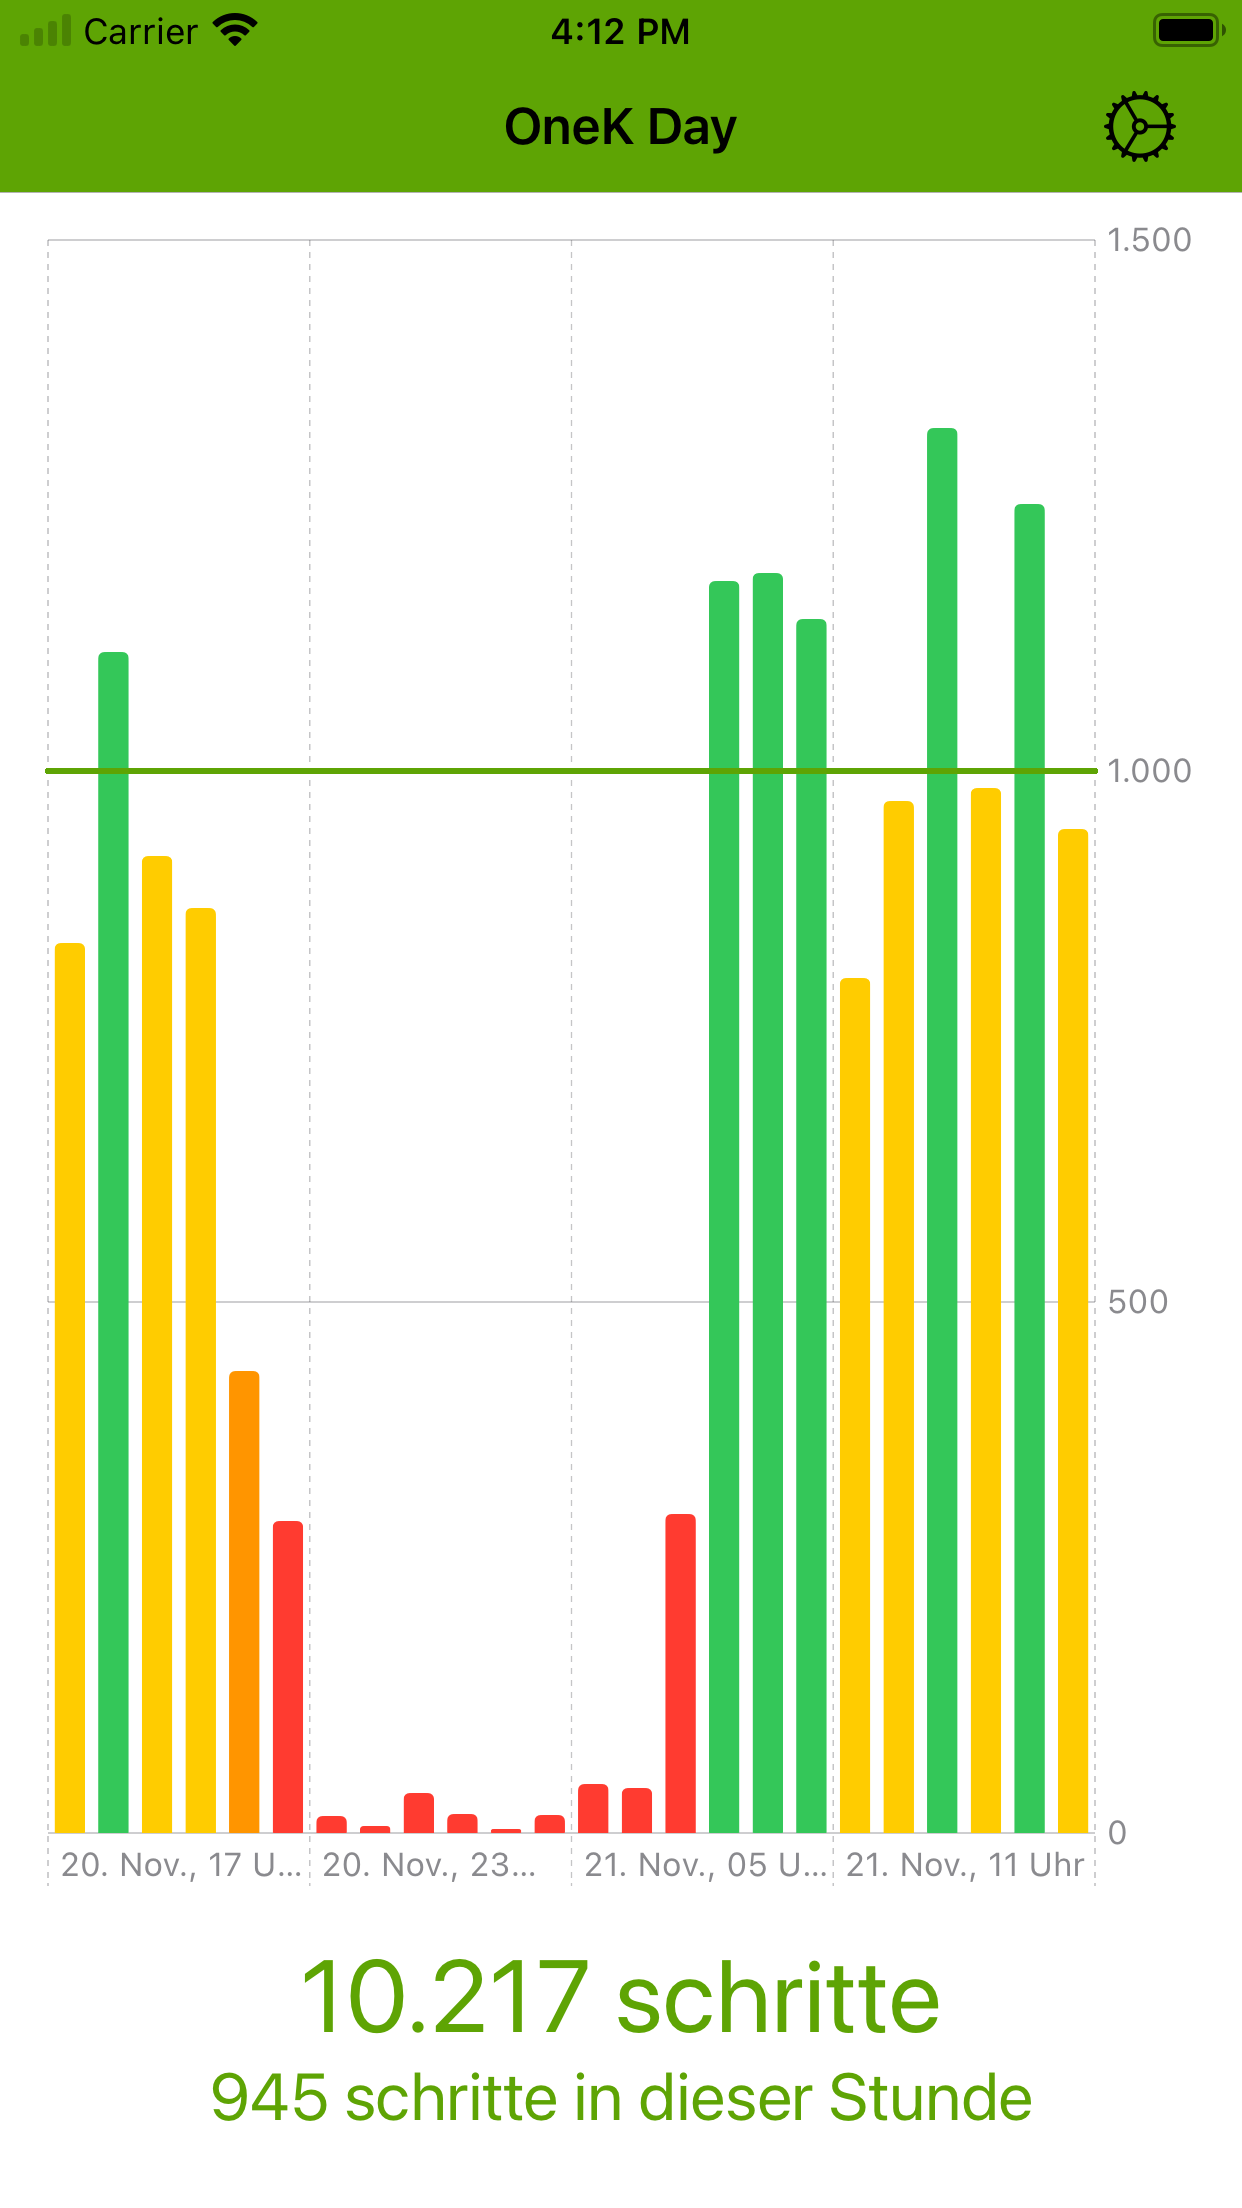 Carrier 4:12 PM
OneK Day
1.500
1.000
500
0
20. Nov., 17 U... 20. Nov., 23... 21. Nov., 05 U... 21. Nov., 11 Uhr
10.217 schritte
945 schritte in dieser Stunde